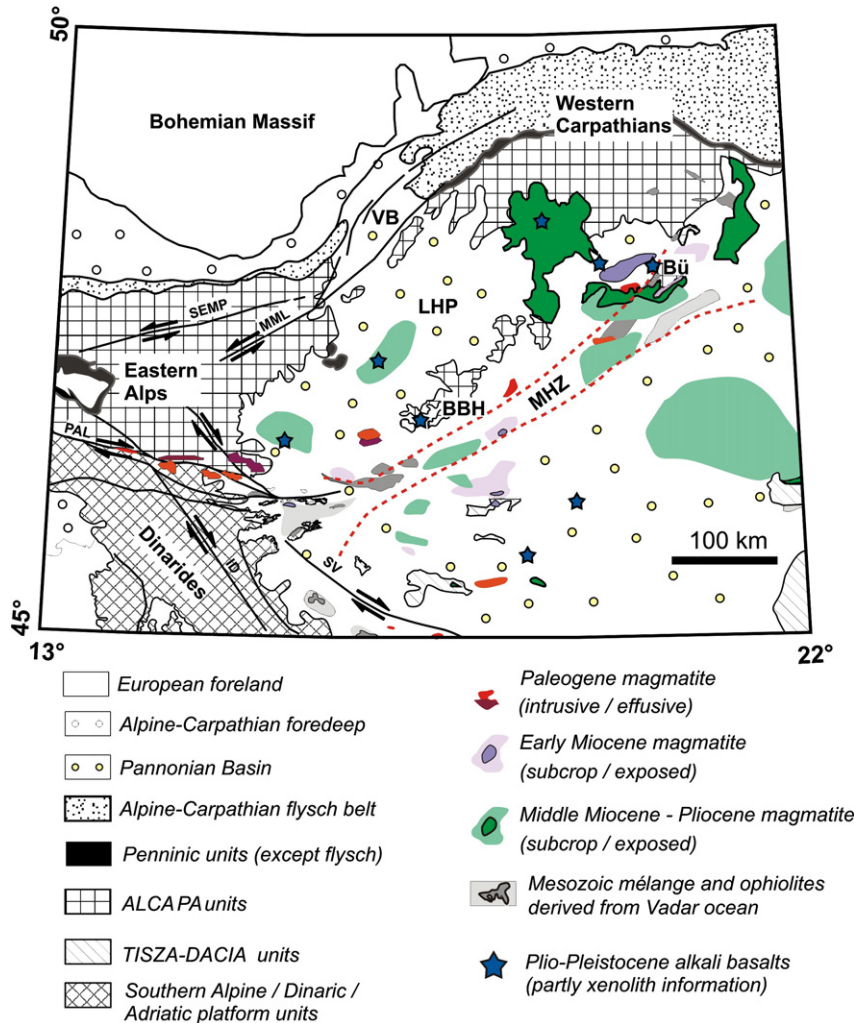 50°
Bohemian Massif
Western
Carpathians
VB
Bü
SEMP
MML
LHP
Eastern
Alps
BBH
MHZ
PAL
Dinarides
ID
SV
100 km
45°
13°
22°
European foreland
Alpine-Carpathian foredeep
Pannonian Basin
Alpine-Carpathian flysch belt
Penninic units (except flysch)
ALCAPA units
TISZA-DACIA units
Southern Alpine / Dinaric /
Adriatic platform units
Paleogene magmatite
(intrusive / effusive)
Early Miocene magmatite
(subcrop / exposed)
Middle Miocene - Pliocene magmatite
(subcrop / exposed)
Mesozoic mélange and ophiolites
derived from Vadar ocean
Plio-Pleistocene alkali basalts
(partly xenolith information)